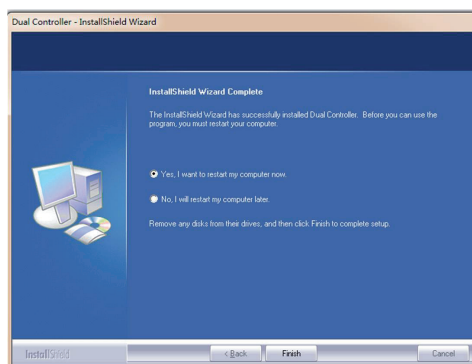 Dual Controller - InstallShield Wizard
InstallShield Wizard Complete
The InstallShield Wizard has successfully installed Dual Controller. Before you can use the
program, you must restart your computer.
Yes, I want to restart my computer now.
No, I will restart my computer later.
Remove any disks from their drives, and then click Finish to complete setup.
InstallShield
< Back
Finish
Cancel